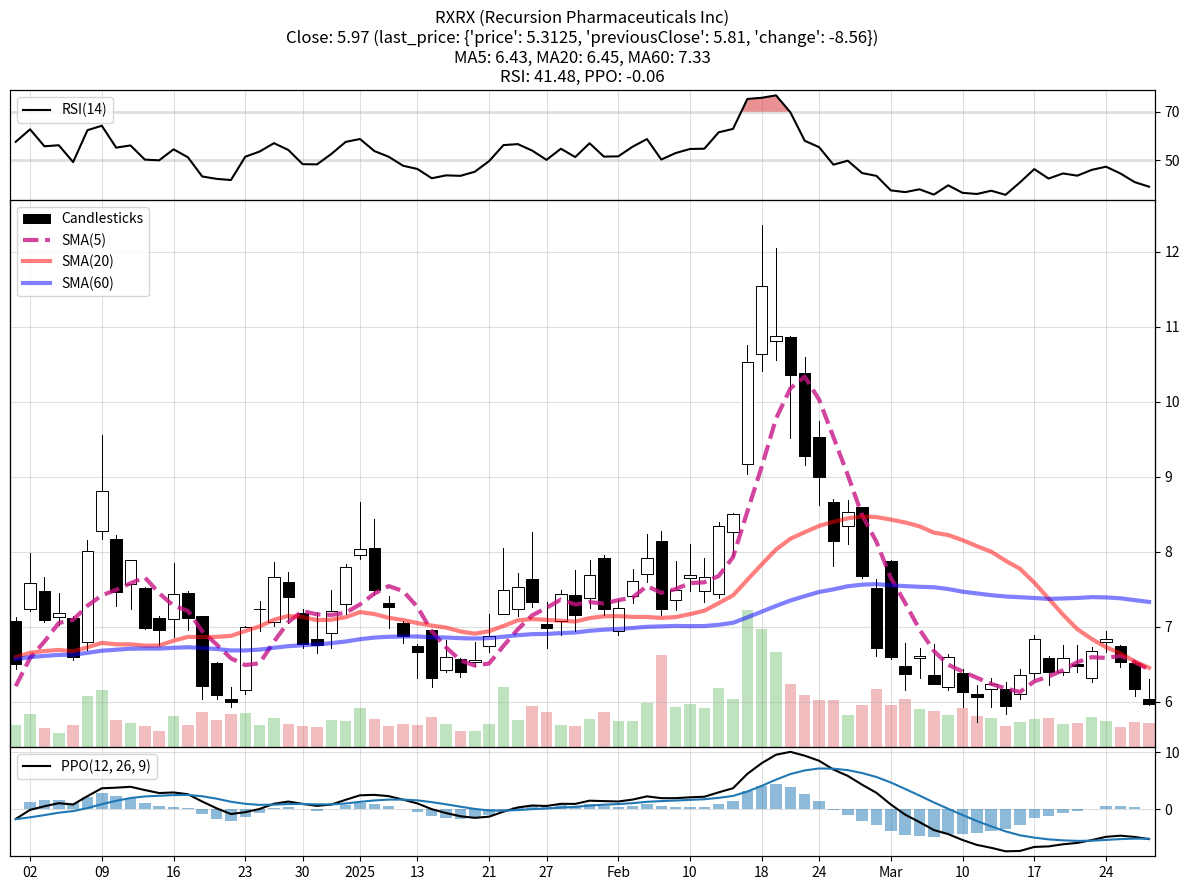 RXRX (Recursion Pharmaceuticals Inc)
Close: 5.97 (last_price: {'price': 5.3125, 'previousClose': 5.81, 'change': -8.56})
MA5: 6.43, MA20: 6.45, MA60: 7.33
RSI: 41.48, PPO: -0.06
RSI(14)
70
50
Candlesticks
SMA(5)
SMA(20)
SMA(60)
12
11
10
9
8
7
6
PPO(12, 26, 9)
10
0
02 09 16 23 30 2025 13 21 27 Feb 10 18 24 Mar 10 17 24